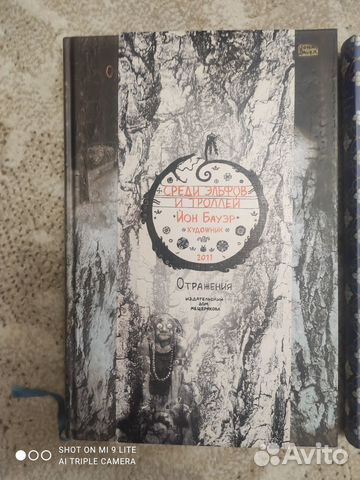 СРЕДИ ЭЛЬФОВ
И ТРОЛЛЕЙ
ЙОН БАУЭР
ХУДОЖНИК
2011
ОТРАЖЕНИЯ
ИЗДАТЕЛЬСКИЙ
ДОМ
МЕЩЕРЯКОВА
SHOT ON MI 9 LITE
AI TRIPLE CAMERA
Avito